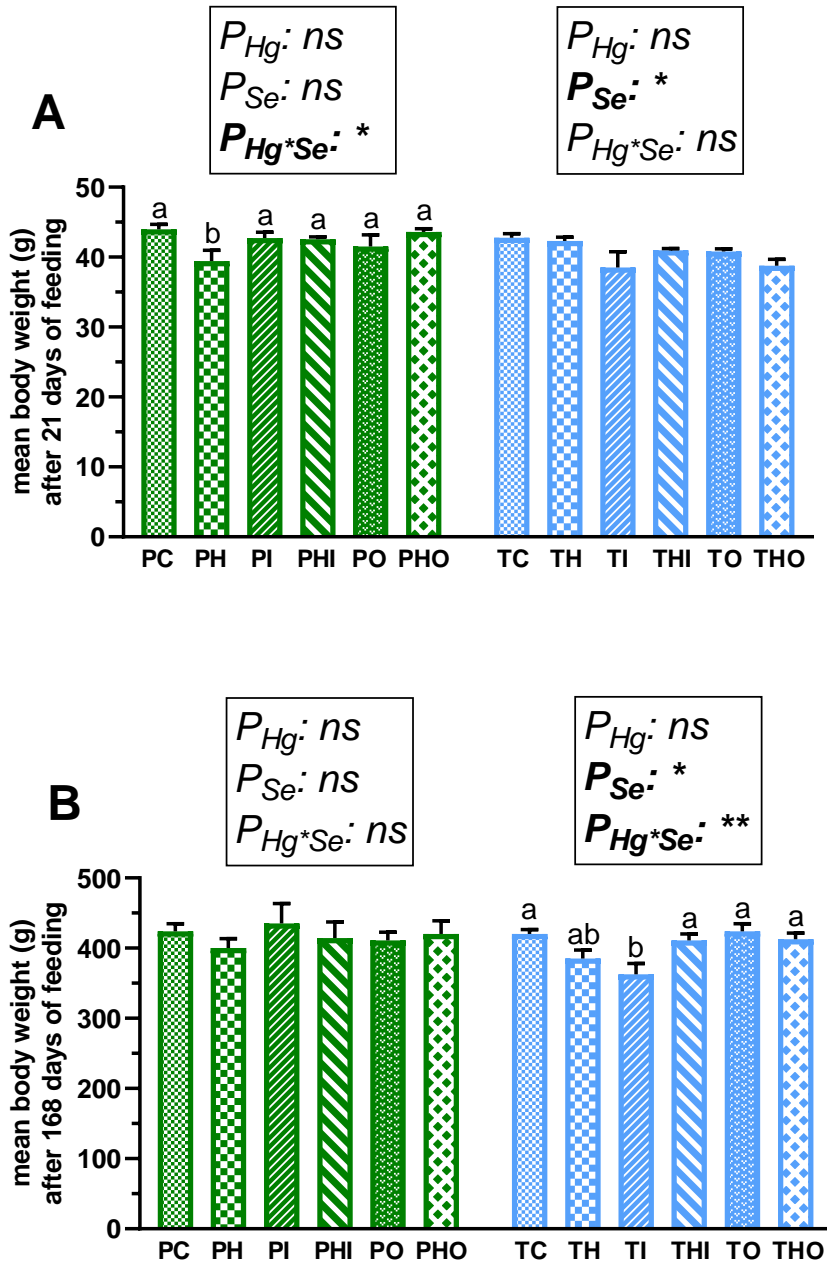 P_Hg: ns
P_Se: ns
P_Hg*Se: *
P_Hg: ns
P_Se: *
P_Hg*Se: ns
A
mean body weight (g)
after 21 days of feeding
50
40
30
20
10
0
a b a a a a
PC PH PI PHI PO PHO TC TH TI THI TO THO
P_Hg: ns
P_Se: ns
P_Hg*Se: ns
P_Hg: ns
P_Se: *
P_Hg*Se: **
B
mean body weight (g)
after 168 days of feeding
500
400
300
200
100
0
a ab b a a a
PC PH PI PHI PO PHO TC TH TI THI TO THO